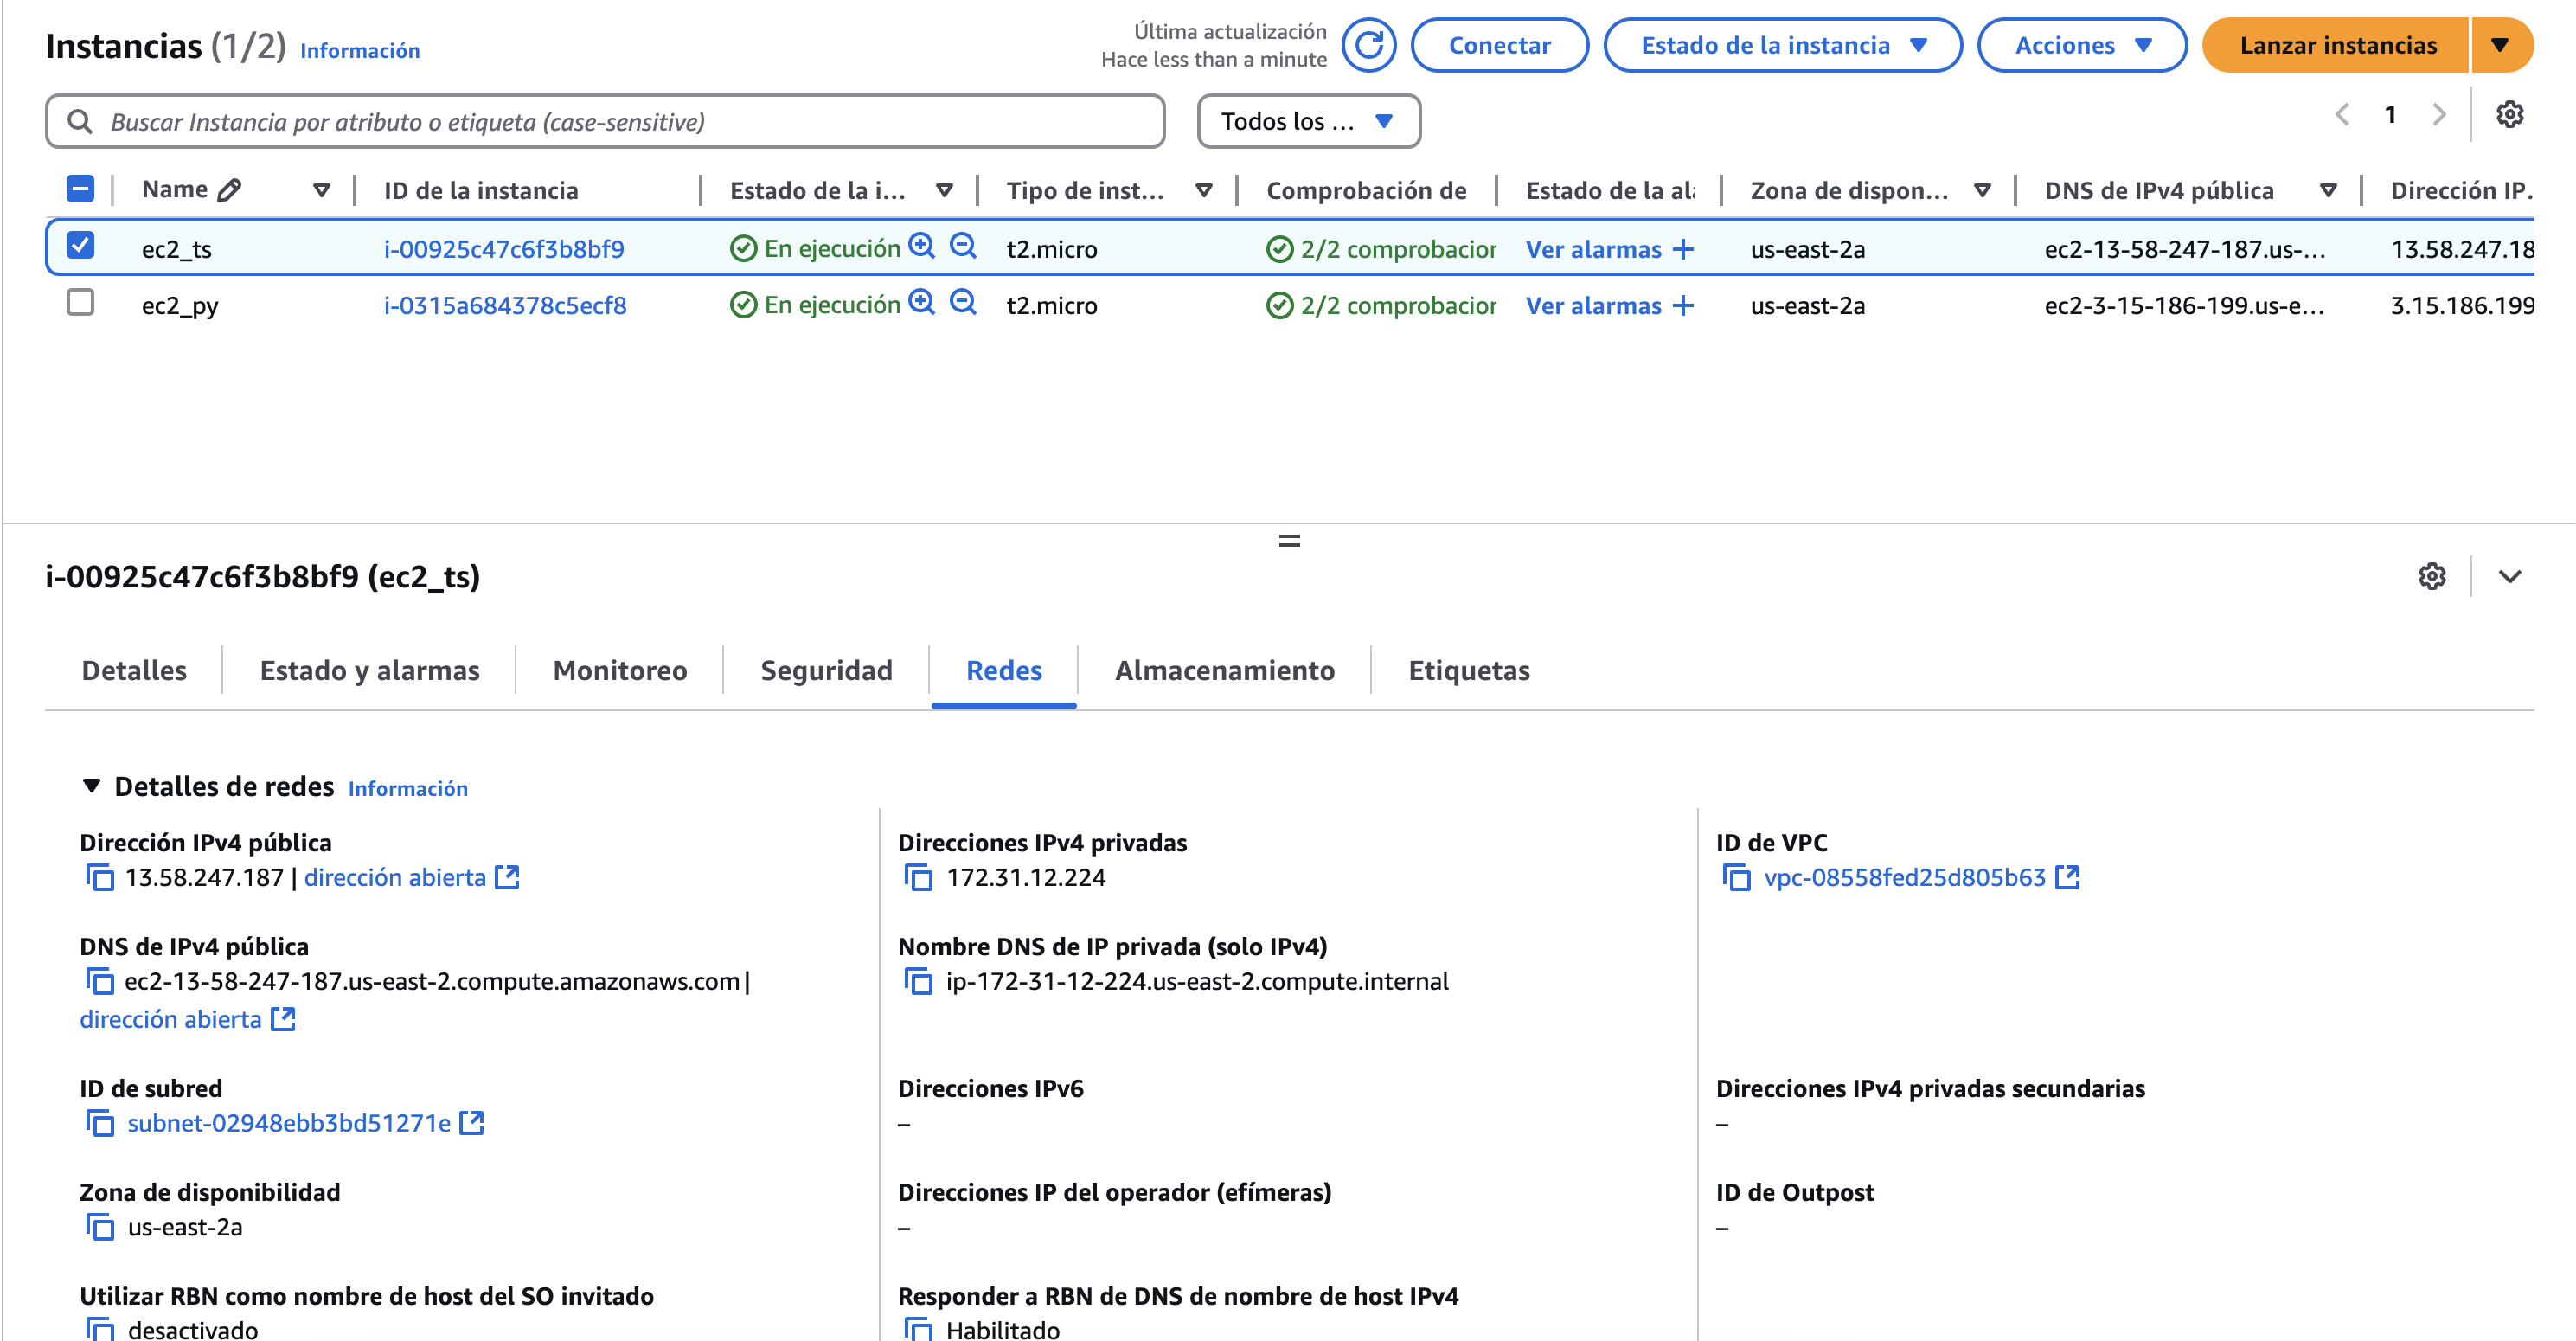 Instancias (1/2) Información
Última actualización
Hace less than a minute
Conectar
Estado de la instancia
Acciones
Lanzar instancias
Buscar Instancia por atributo o etiqueta (case-sensitive)
Todos los ...
1
Name ID de la instancia Estado de la i... Tipo de inst... Comprobación de Estado de la ala Zona de dispon... DNS de IPv4 pública Dirección IP.
ec2_ts i-00925c47c6f3b8bf9 En ejecución t2.micro 2/2 comprobacior Ver alarmas + us-east-2a ec2-13-58-247-187.us-... 13.58.247.18
ec2_py i-0315a684378c5ecf8 En ejecución t2.micro 2/2 comprobacior Ver alarmas + us-east-2a ec2-3-15-186-199.us-e... 3.15.186.199
i-00925c47c6f3b8bf9 (ec2_ts)
Detalles Estado y alarmas Monitoreo Seguridad Redes Almacenamiento Etiquetas
Detalles de redes Información
Dirección IPv4 pública
13.58.247.187 | dirección abierta
Direcciones IPv4 privadas
172.31.12.224
ID de VPC
vpc-08558fed25d805b63
DNS de IPv4 pública
ec2-13-58-247-187.us-east-2.compute.amazonaws.com |
dirección abierta
Nombre DNS de IP privada (solo IPv4)
ip-172-31-12-224.us-east-2.compute.internal
ID de subred
subnet-02948ebb3bd51271e
Direcciones IPv6
–
Direcciones IPv4 privadas secundarias
–
Zona de disponibilidad
us-east-2a
Direcciones IP del operador (efímeras)
–
ID de Outpost
–
Utilizar RBN como nombre de host del SO invitado
desactivado
Responder a RBN de DNS de nombre de host IPv4
Habilitado